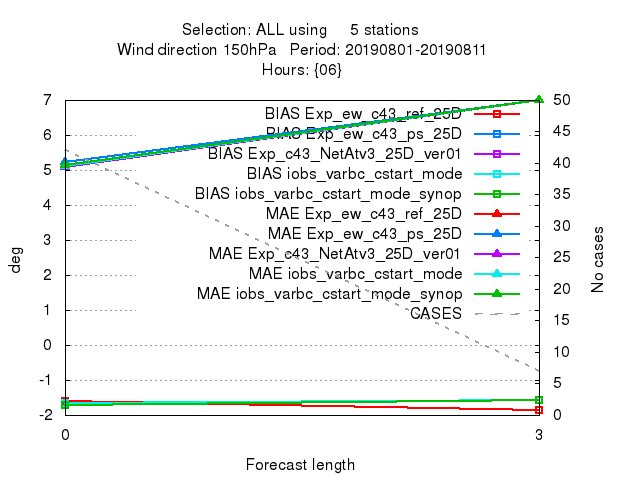 Selection: ALL using 5 stations
Wind direction 150hPa Period: 20190801-20190811
Hours: {06}
7 50
BIAS Exp_ew_c43_ref_25D
45
6 BIAS Exp_ew_c43_ps_25D
40
BIAS Exp_c43_NetAtv3_25D_ver01
5 BIAS iobs_varbc_cstart_mode
35
BIAS iobs_varbc_cstart_mode_synop
4 MAE Exp_ew_c43_ref_25D
30
3 MAE Exp_ew_c43_ps_25D
25
MAE Exp_c43_NetAtv3_25D_ver01
2 MAE iobs_varbc_cstart_mode
20
MAE iobs_varbc_cstart_mode_synop
1 CASES
15
0
10
-1
5
-2 0
0 3
deg
No cases
Forecast length